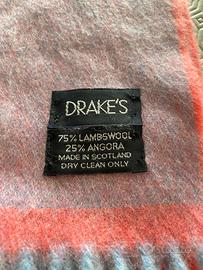 DRAKE'S
75% LAMBSWOOL
25% ANGORA
MADE IN SCOTLAND
DRY CLEAN ONLY